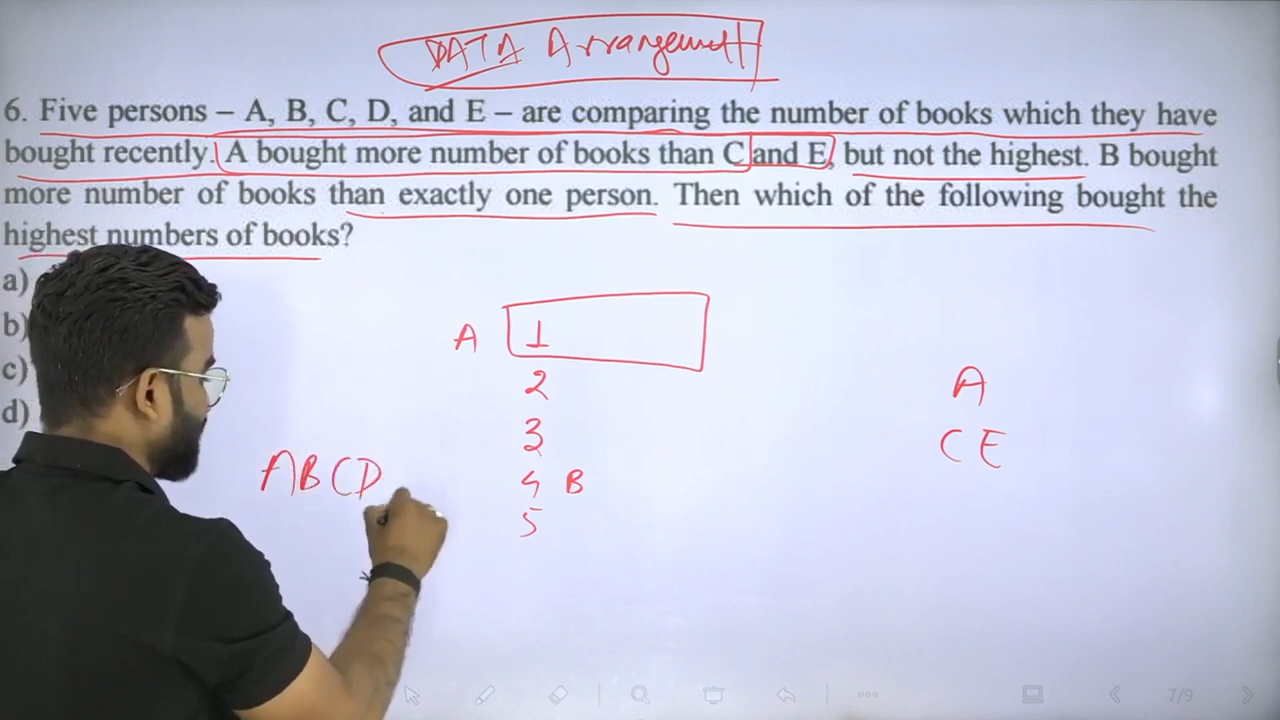 DATA Arrangement
6. Five persons – A, B, C, D, and E – are comparing the number of books which they have
bought recently. A bought more number of books than C and E, but not the highest. B bought
more number of books than exactly one person. Then which of the following bought the
highest numbers of books?
a)
b)
c)
d)
A 1
2
3
4 B
5
A B C D
A
C E
7/9